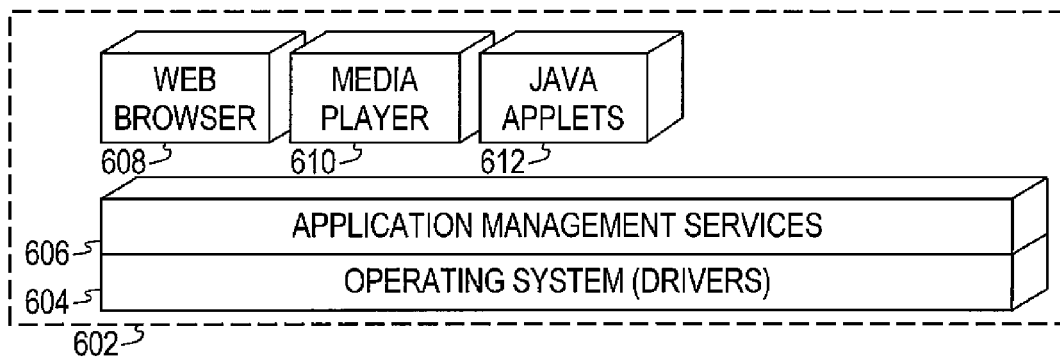 WEB
BROWSER
MEDIA
PLAYER
JAVA
APPLETS
608
610
612
APPLICATION MANAGEMENT SERVICES
606
OPERATING SYSTEM (DRIVERS)
604
602